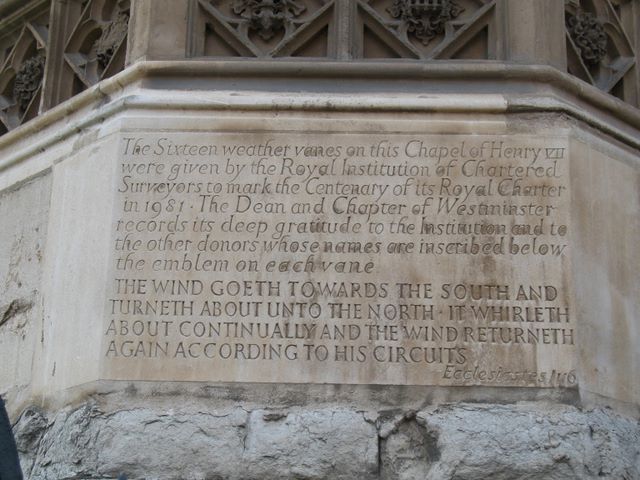 The Sixteen weather vanes on this Chapel of Henry VII
were given by the Royal Institution of Chartered
Surveyors to mark the Centenary of its Royal Charter
in 1981 · The Dean and Chapter of Westminster
records its deep gratitude to the Institution and to
the other donors whose names are inscribed below
the emblem on each vane
THE WIND GOETH TOWARDS THE SOUTH AND
TURNETH ABOUT UNTO THE NORTH · IT WHIRLETH
ABOUT CONTINUALLY AND THE WIND RETURNETH
AGAIN ACCORDING TO HIS CIRCUITS
Ecclesiastes I v6